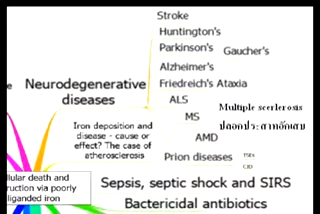 Stroke
Huntington's
Parkinson's
Gaucher's
Alzheimer's
Neurodegenerative
diseases
Friedreich's Ataxia
ALS
Multiple scerlerosis
MS
ปลอกประสาทอักเสบ
AMD
Iron deposition and
disease - cause or
effect? The case of
atherosclerosis
Prion diseases
CJD
llular death and
ruction via poorly
liganded iron
Sepsis, septic shock and SIRS
Bactericidal antibiotics